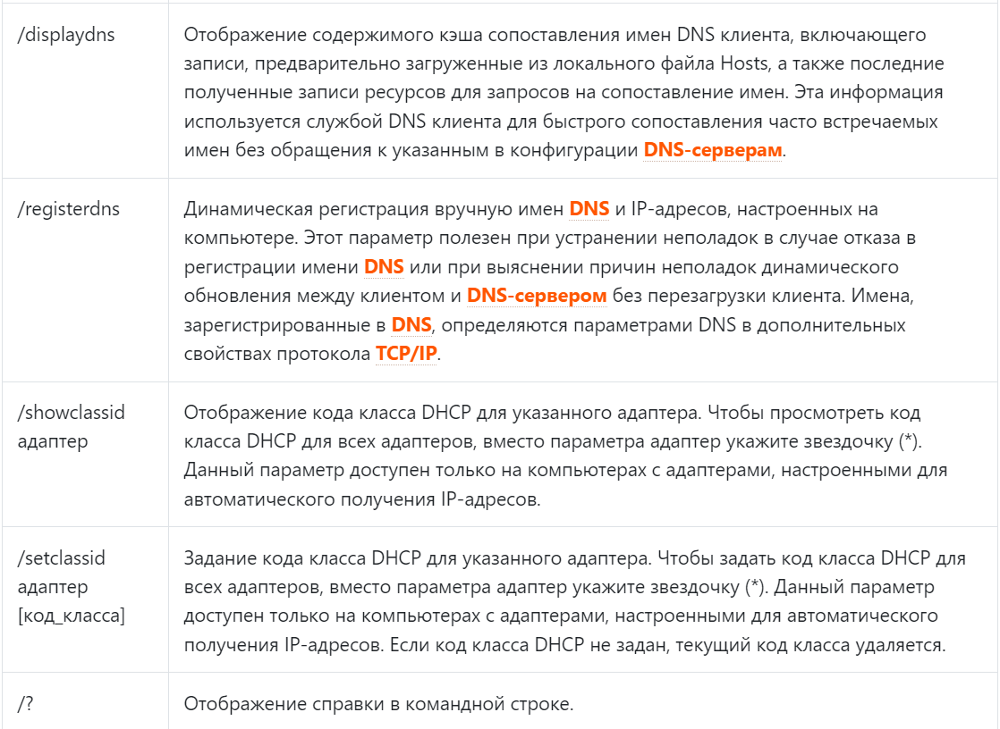 /displaydns
Отображение содержимого кэша сопоставления имен DNS клиента, включающего
записи, предварительно загруженные из локального файла Hosts, а также последние
полученные записи ресурсов для запросов на сопоставление имен. Эта информация
используется службой DNS клиента для быстрого сопоставления часто встречаемых
имен без обращения к указанным в конфигурации DNS-серверам.
/registerdns
Динамическая регистрация вручную имен DNS и IP-адресов, настроенных на
компьютере. Этот параметр полезен при устранении неполадок в случае отказа в
регистрации имени DNS или при выяснении причин неполадок динамического
обновления между клиентом и DNS-сервером без перезагрузки клиента. Имена,
зарегистрированные в DNS, определяются параметрами DNS в дополнительных
свойствах протокола TCP/IP.
/showclassid
адаптер
Отображение кода класса DHCP для указанного адаптера. Чтобы просмотреть код
класса DHCP для всех адаптеров, вместо параметра адаптер укажите звездочку (*).
Данный параметр доступен только на компьютерах с адаптерами, настроенными для
автоматического получения IP-адресов.
/setclassid
адаптер
[код_класса]
Задание кода класса DHCP для указанного адаптера. Чтобы задать код класса DHCP для
всех адаптеров, вместо параметра адаптер укажите звездочку (*). Данный параметр
доступен только на компьютерах с адаптерами, настроенными для автоматического
получения IP-адресов. Если код класса DHCP не задан, текущий код класса удаляется.
/?
Отображение справки в командной строке.